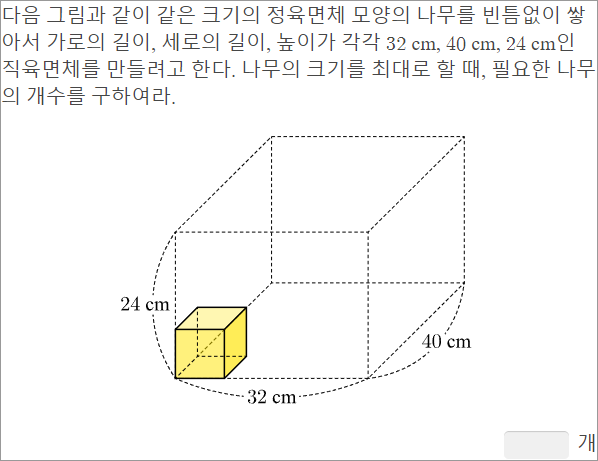 다음 그림과 같이 같은 크기의 정육면체 모양의 나무를 빈틈없이 쌓
아서 가로의 길이, 세로의 길이, 높이가 각각 32 cm, 40 cm, 24 cm인
직육면체를 만들려고 한다. 나무의 크기를 최대로 할 때, 필요한 나무
의 개수를 구하여라.
24 cm
40 cm
32 cm
개